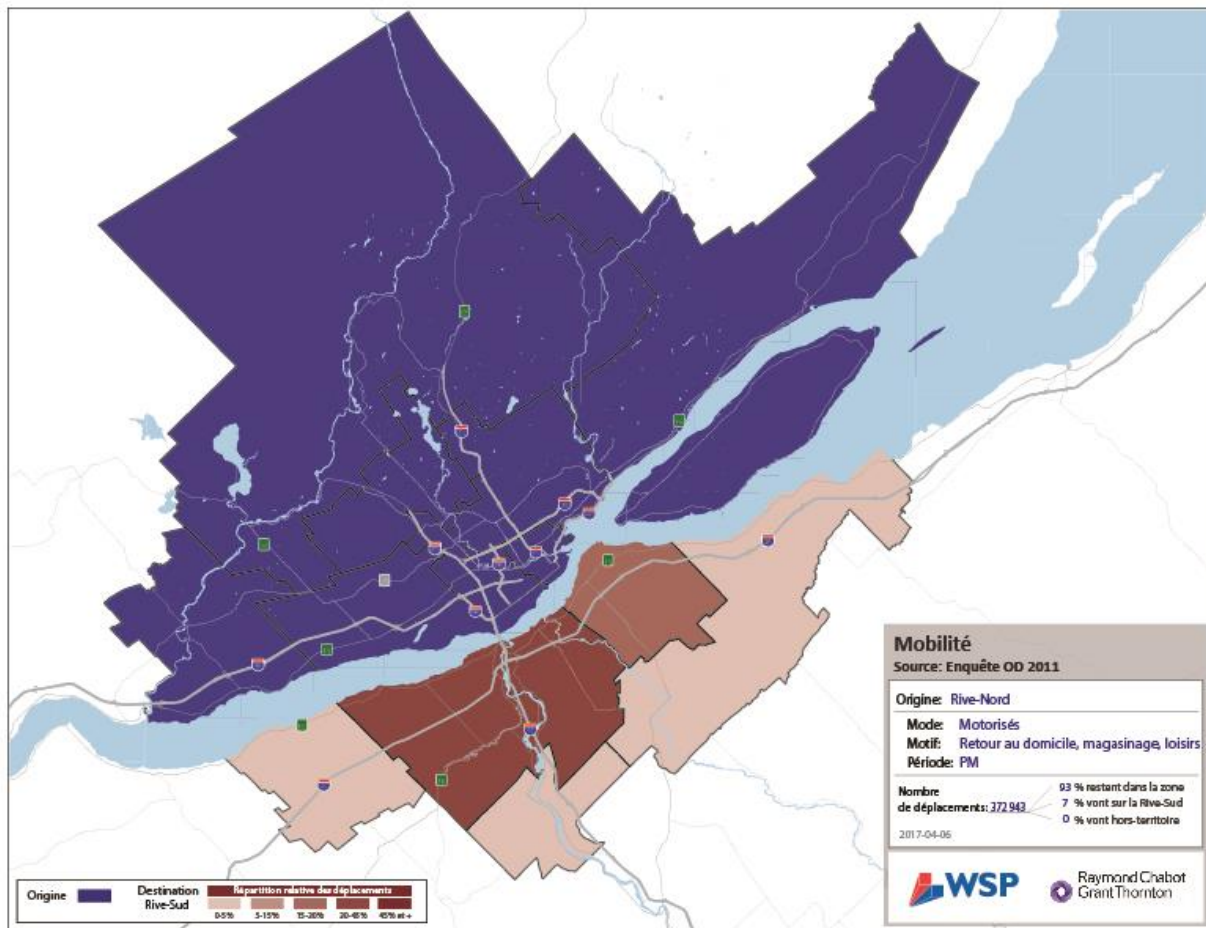 Mobilité
Source: Enquête OD 2011
Origine: Rive-Nord
Mode: Motorisés
Motif: Retour au domicile, magasinage, loisirs
Période: PM
Nombre
de déplacements: 372 943
93 % restent dans la zone
7 % vont sur la Rive-Sud
0 % vont hors-territoire
2017-04-06
WSP
Raymond Chabot
Grant Thornton
Origine
Destination
Rive-Sud
Répartition relative des déplacements
0-5% 5-15% 15-20% 20-45% 45% et +